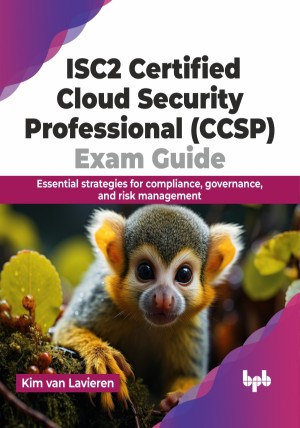 ISC2 Certified
Cloud Security
Professional (CCSP)
Exam Guide
Essential strategies for compliance, governance,
and risk management
Kim van Lavieren
bpb